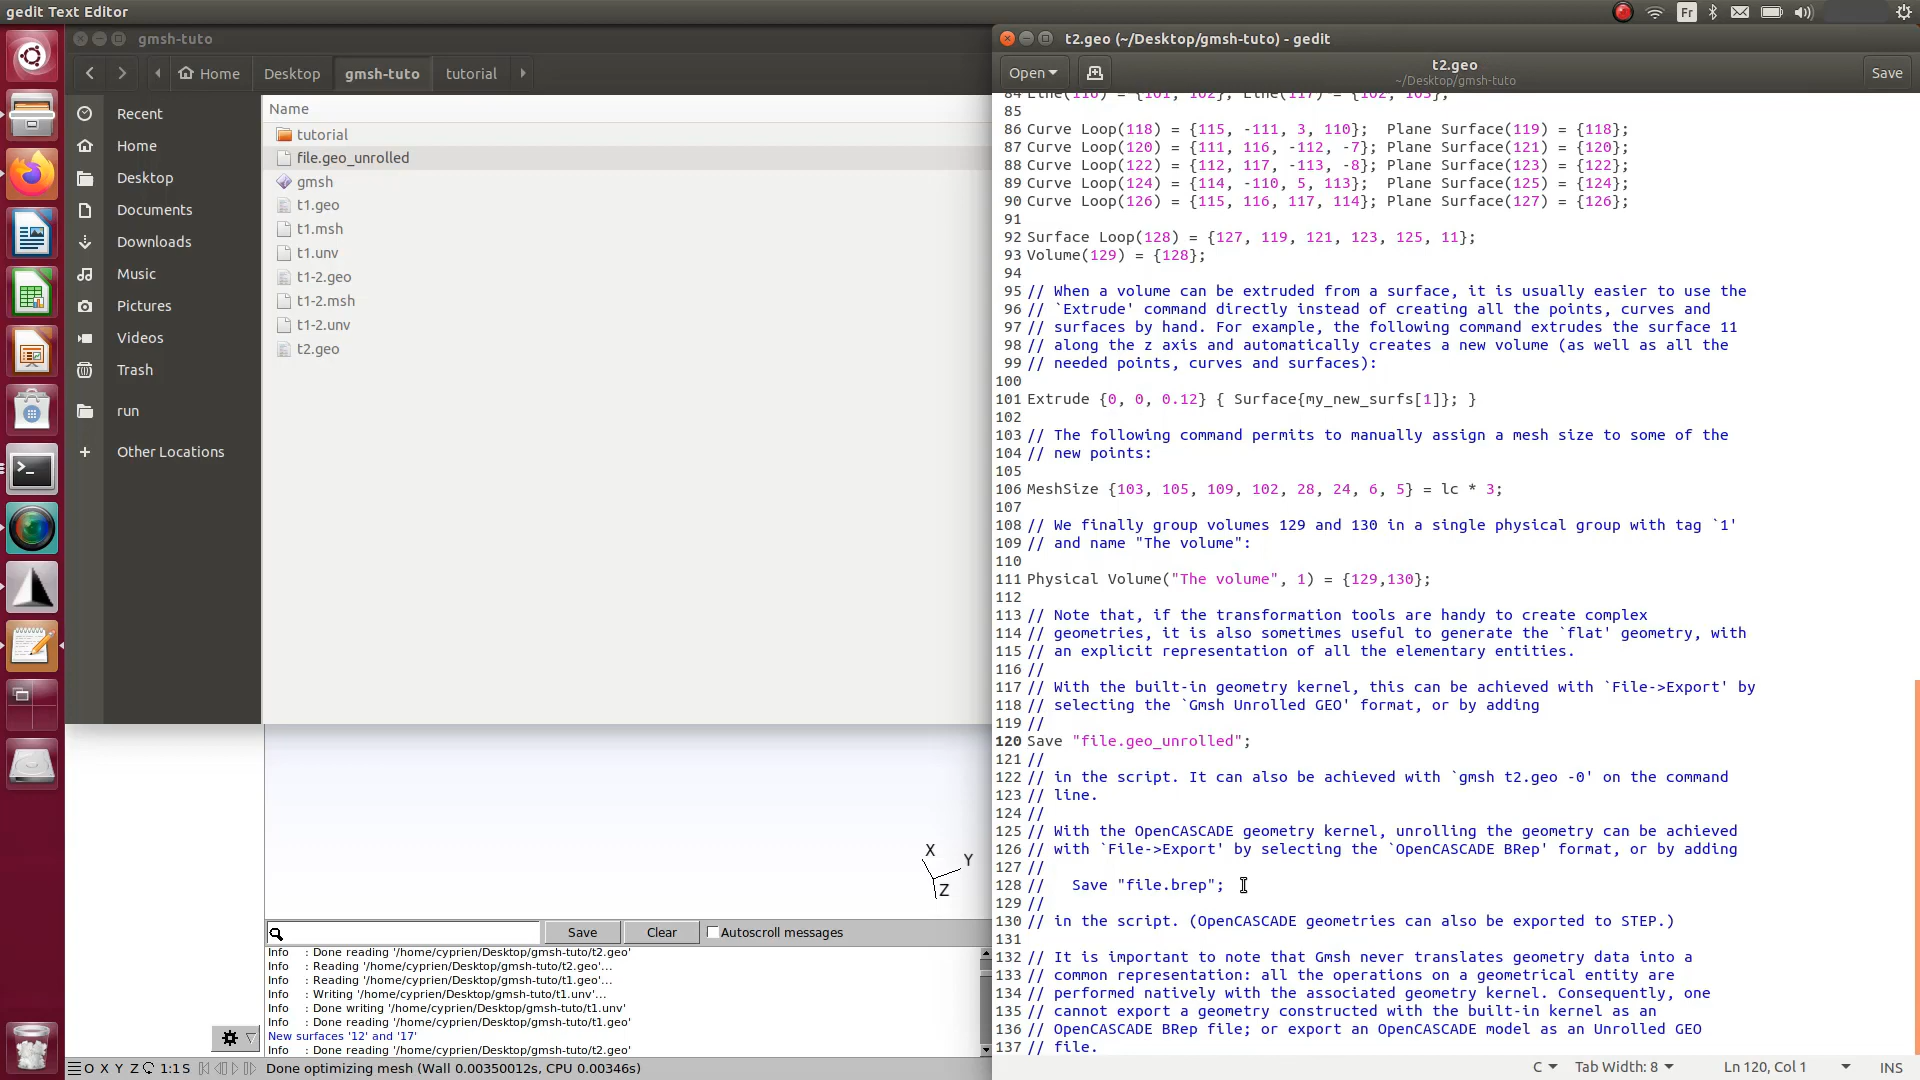 gedit Text Editor
Fr
gmsh-tuto
Home
Desktop
gmsh-tuto
tutorial
Recent
Home
Desktop
Documents
Downloads
Music
Pictures
Videos
Trash
run
Other Locations
Name
tutorial
file.geo_unrolled
gmsh
t1.geo
t1.msh
t1.unv
t1-2.geo
t1-2.msh
t1-2.unv
t2.geo
X
Y
Z
Save
Clear
Autoscroll messages
Info : Done reading '/home/cyprien/Desktop/gmsh-tuto/t2.geo'
Info : Reading '/home/cyprien/Desktop/gmsh-tuto/t2.geo'...
Info : Reading '/home/cyprien/Desktop/gmsh-tuto/t1.geo'...
Info : Writing '/home/cyprien/Desktop/gmsh-tuto/t1.unv'...
Info : Done writing '/home/cyprien/Desktop/gmsh-tuto/t1.unv'
Info : Done reading '/home/cyprien/Desktop/gmsh-tuto/t1.geo'
New surfaces '12' and '17'
Info : Done reading '/home/cyprien/Desktop/gmsh-tuto/t2.geo'
O X Y Z 1:1 S Done optimizing mesh (Wall 0.00350012s, CPU 0.00346s)
t2.geo (~/Desktop/gmsh-tuto) - gedit
Open
t2.geo
~/Desktop/gmsh-tuto
Save
84 Line(116) = {101, 102}; Line(117) = {102, 103};
85
86 Curve Loop(118) = {115, -111, 3, 110};  Plane Surface(119) = {118};
87 Curve Loop(120) = {111, 116, -112, -7}; Plane Surface(121) = {120};
88 Curve Loop(122) = {112, 117, -113, -8}; Plane Surface(123) = {122};
89 Curve Loop(124) = {114, -110, 5, 113};  Plane Surface(125) = {124};
90 Curve Loop(126) = {115, 116, 117, 114}; Plane Surface(127) = {126};
91
92 Surface Loop(128) = {127, 119, 121, 123, 125, 11};
93 Volume(129) = {128};
94
95 // When a volume can be extruded from a surface, it is usually easier to use the
96 // `Extrude' command directly instead of creating all the points, curves and
97 // surfaces by hand. For example, the following command extrudes the surface 11
98 // along the z axis and automatically creates a new volume (as well as all the
99 // needed points, curves and surfaces):
100
101 Extrude {0, 0, 0.12} { Surface{my_new_surfs[1]}; }
102
103 // The following command permits to manually assign a mesh size to some of the
104 // new points:
105
106 MeshSize {103, 105, 109, 102, 28, 24, 6, 5} = lc * 3;
107
108 // We finally group volumes 129 and 130 in a single physical group with tag `1'
109 // and name "The volume":
110
111 Physical Volume("The volume", 1) = {129,130};
112
113 // Note that, if the transformation tools are handy to create complex
114 // geometries, it is also sometimes useful to generate the `flat' geometry, with
115 // an explicit representation of all the elementary entities.
116 //
117 // With the built-in geometry kernel, this can be achieved with `File->Export' by
118 // selecting the `Gmsh Unrolled GEO' format, or by adding
119 //
120 Save "file.geo_unrolled";
121 //
122 // in the script. It can also be achieved with `gmsh t2.geo -0' on the command
123 // line.
124 //
125 // With the OpenCASCADE geometry kernel, unrolling the geometry can be achieved
126 // with `File->Export' by selecting the `OpenCASCADE BRep' format, or by adding
127 //
128 //   Save "file.brep";
129 //
130 // in the script. (OpenCASCADE geometries can also be exported to STEP.)
131
132 // It is important to note that Gmsh never translates geometry data into a
133 // common representation: all the operations on a geometrical entity are
134 // performed natively with the associated geometry kernel. Consequently, one
135 // cannot export a geometry constructed with the built-in kernel as an
136 // OpenCASCADE BRep file; or export an OpenCASCADE model as an Unrolled GEO
137 // file.
C
Tab Width: 8
Ln 120, Col 1
INS